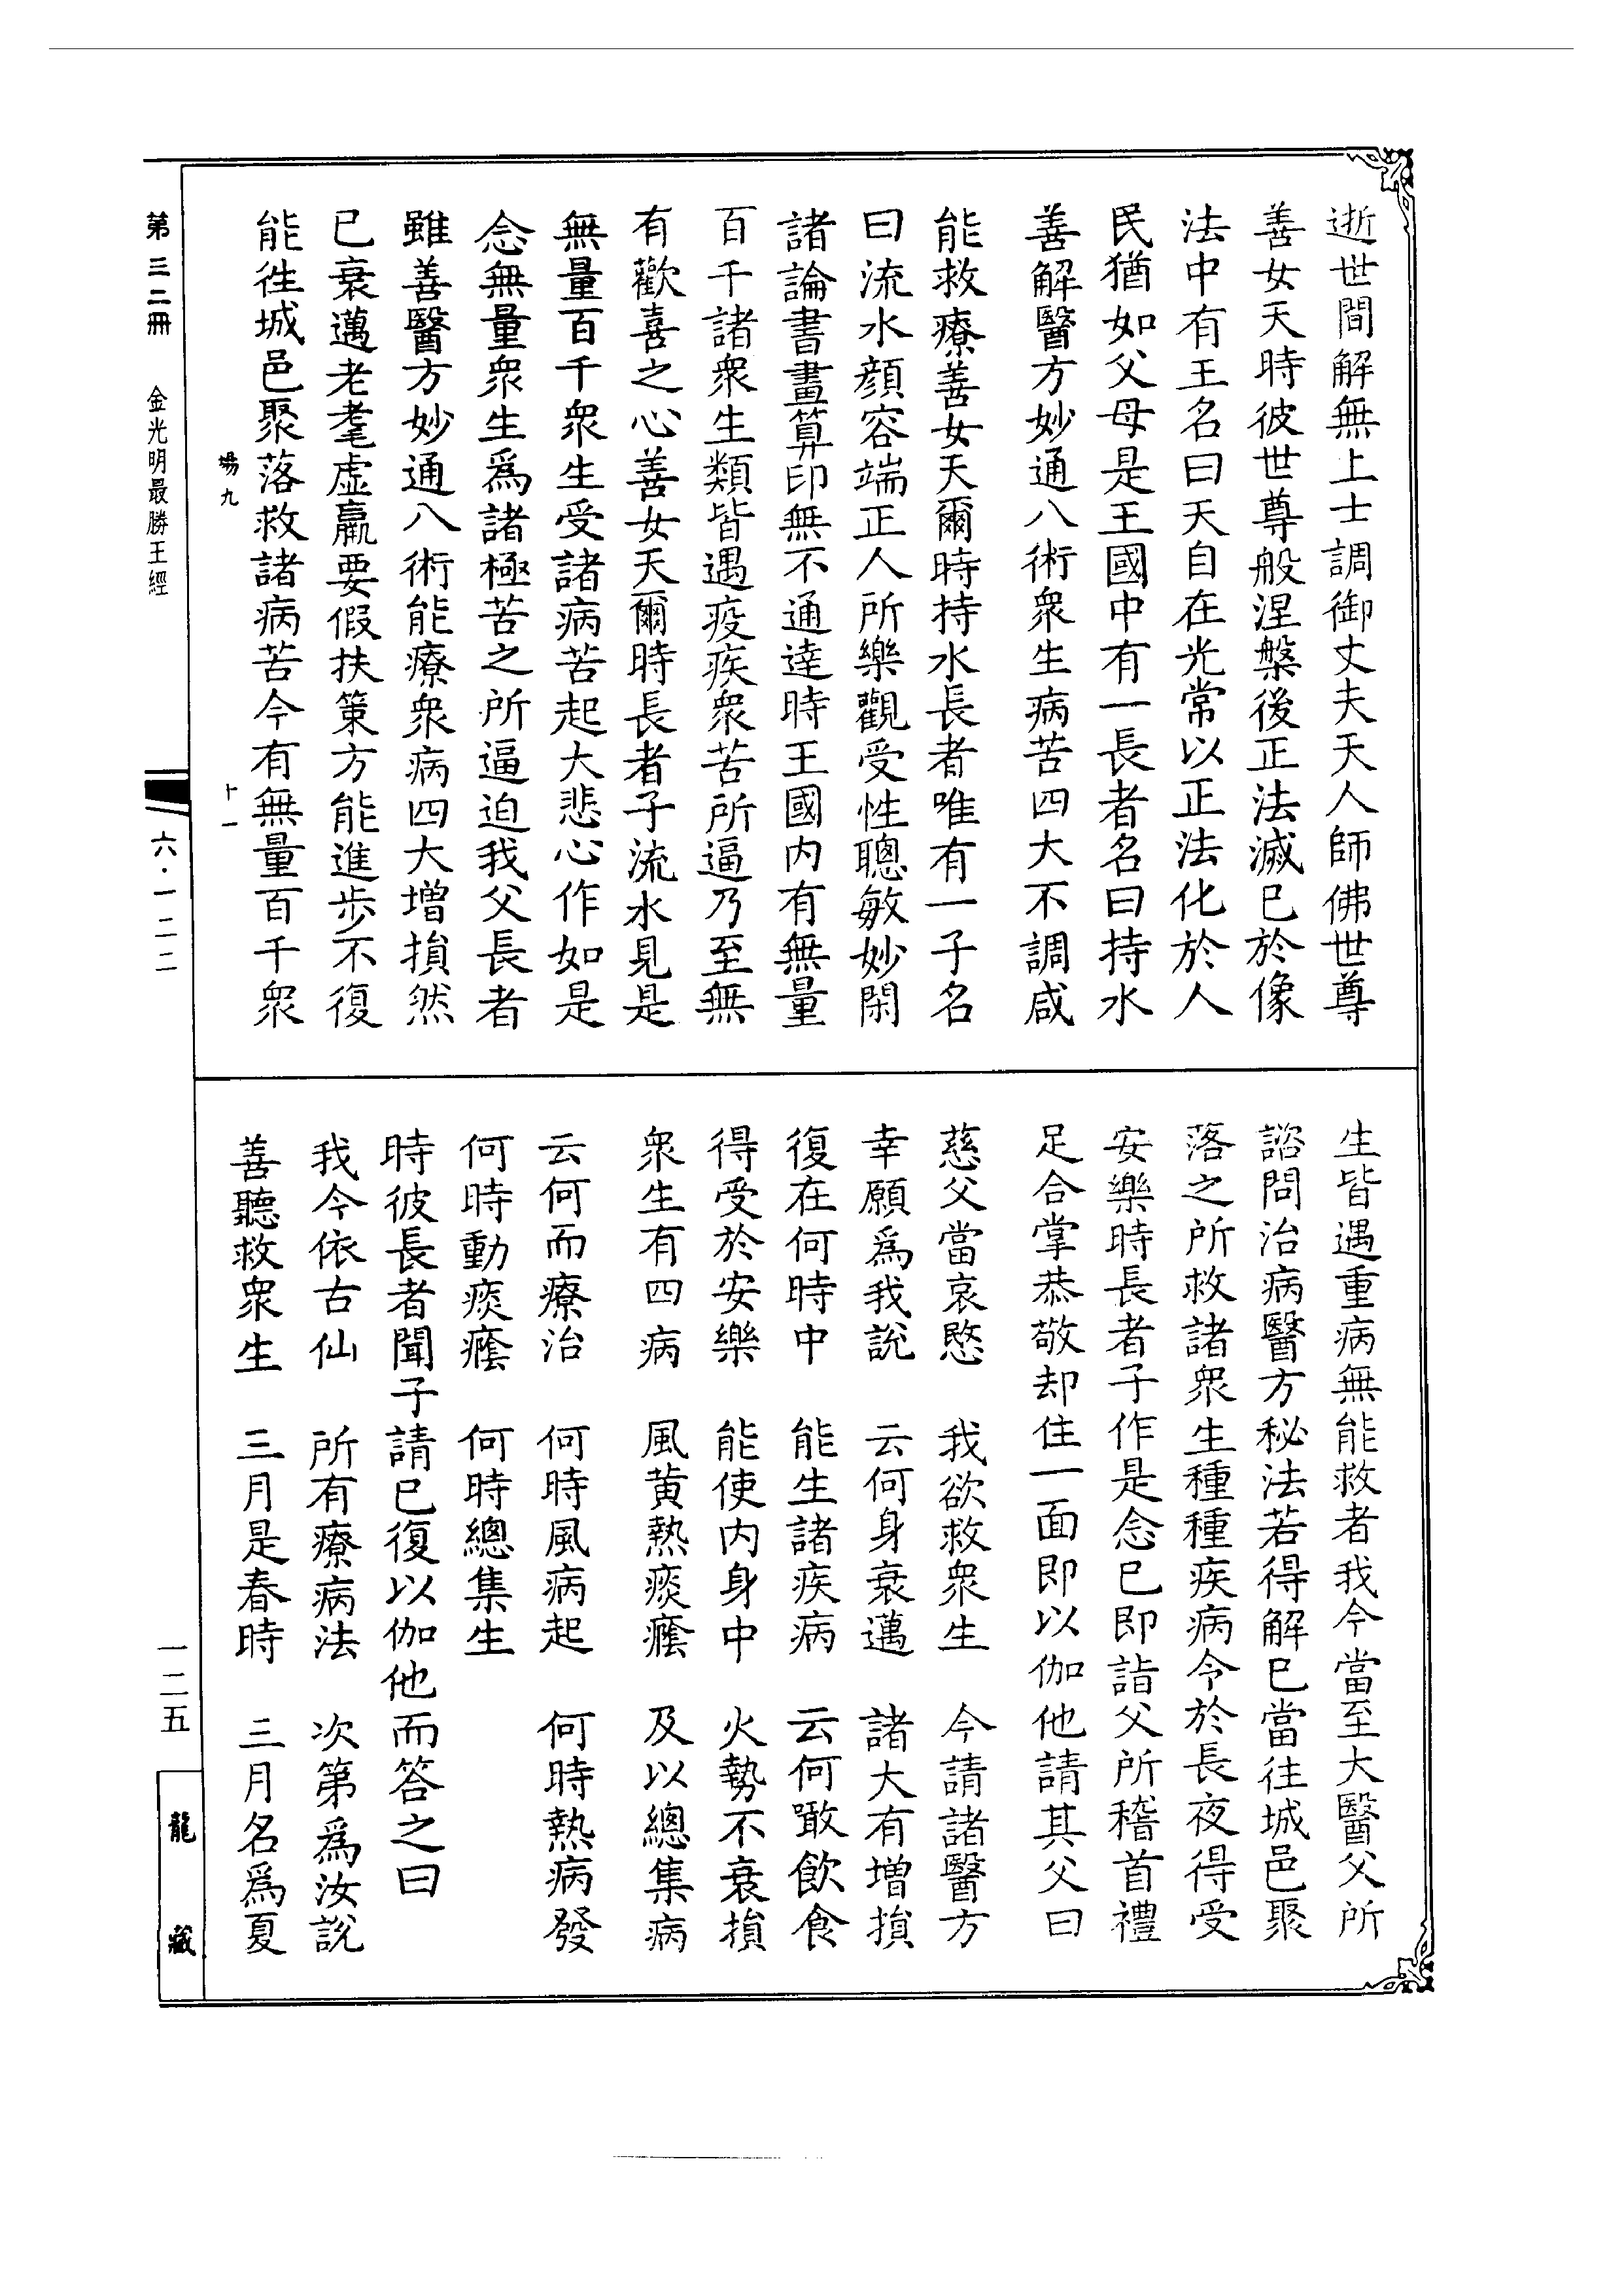 逝世間解無上士調御丈夫天人師佛世尊
善女天時彼世尊般涅槃後正法滅已於像
法中有王名曰天自在光常以正法化於人
民猶如父母是王國中有一長者名曰持水
善解醫方妙通八術衆生病苦四大不調咸
能救療善女天爾時持水長者唯有一子名
曰流水顏容端正人所樂觀受性聰敏妙閑
諸論書畫算印無不通達時王國内有無量
百千諸衆生類皆遇疫疾衆苦所逼乃至無
有歡喜之心善女天爾時長者子流水見是
無量百千衆生受諸病苦起大悲心作如是
念無量衆生爲諸極苦之所逼迫我父長者
雖善醫方妙通八術能療衆病四大增損然
已衰邁老耄虛羸要假扶策方能進步不復
能徃城邑聚落救諸病苦今有無量百千衆
塲九　十一
生皆遇重病無能救者我今當至大醫父所
諮問治病醫方秘法若得解已當往城邑聚
落之所救諸衆生種種疾病令於長夜得受
安樂時長者子作是念已即詣父所稽首禮
足合掌恭敬却住一面即以伽他請其父曰
慈父當哀愍　我欲救衆生　今請諸醫方
幸願爲我說　云何身衰邁　諸大有增損
復在何時中　能生諸疾病　云何噉飲食
得受於安樂　能使内身中　火勢不衰損
衆生有四病　風黃熱痰癊　及以總集病
云何而療治　何時風病起　何時熱病發
何時動痰癊　何時總集生
時彼長者聞子請已復以伽他而答之曰
我今依古仙　所有療病法　次第爲汝說
善聽救衆生　三月是春時　三月名爲夏
第三二冊　金光明最勝王經　六·一二二
一二五
龍藏